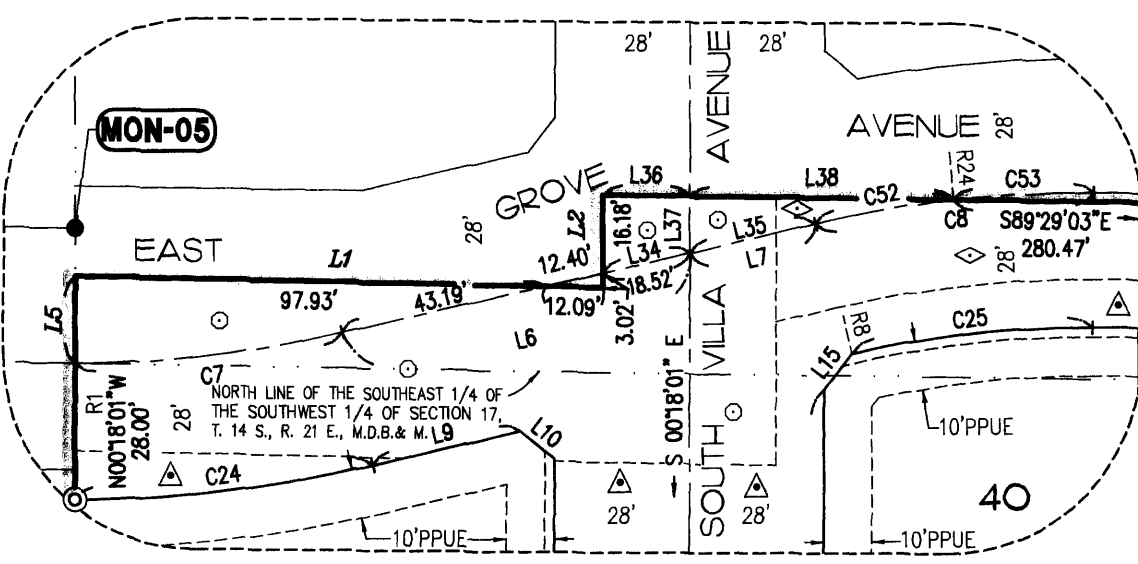 28'
AVENUE
28'
MON-05
AVENUE
28'
R24
GROVE
L36
L38
C52
C53
EAST
28'
L2
16.18'
L37
L34
L35
L7
C8
S89°29'03"E
280.47'
28'
L1
12.40'
18.52'
97.93'
43.19'
12.09'
3.02'
L5
L6
VILLA
R8
C25
L15
C7
NORTH LINE OF THE SOUTHEAST 1/4 OF
THE SOUTHWEST 1/4 OF SECTION 17,
T. 14 S., R. 21 E., M.D.B.& M.
L9
L10
R1
N00°18'01"W
28.00'
28'
S 00°18'01" E
10'PPUE
C24
SOUTH
28'
28'
40
10'PPUE
10'PPUE